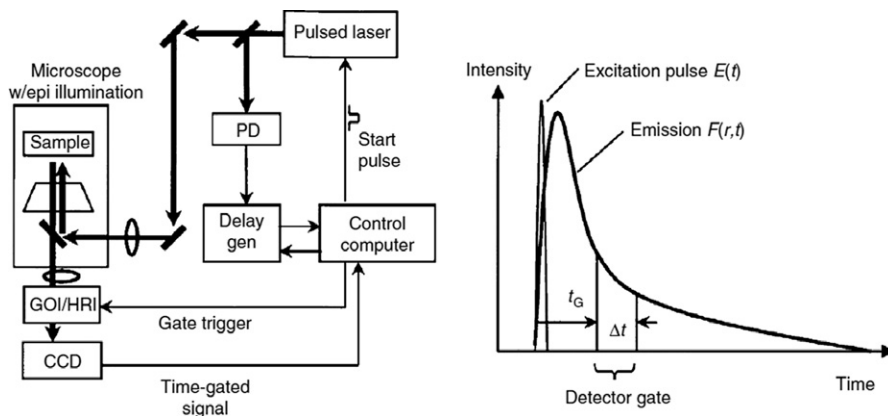 Pulsed laser
Microscope
w/epi illumination
Sample
PD
Start
pulse
Delay
gen
Control
computer
GOI/HRI
Gate trigger
CCD
Time-gated
signal
Intensity
Excitation pulse E(t)
Emission F(r,t)
tG
Δt
Time
Detector gate